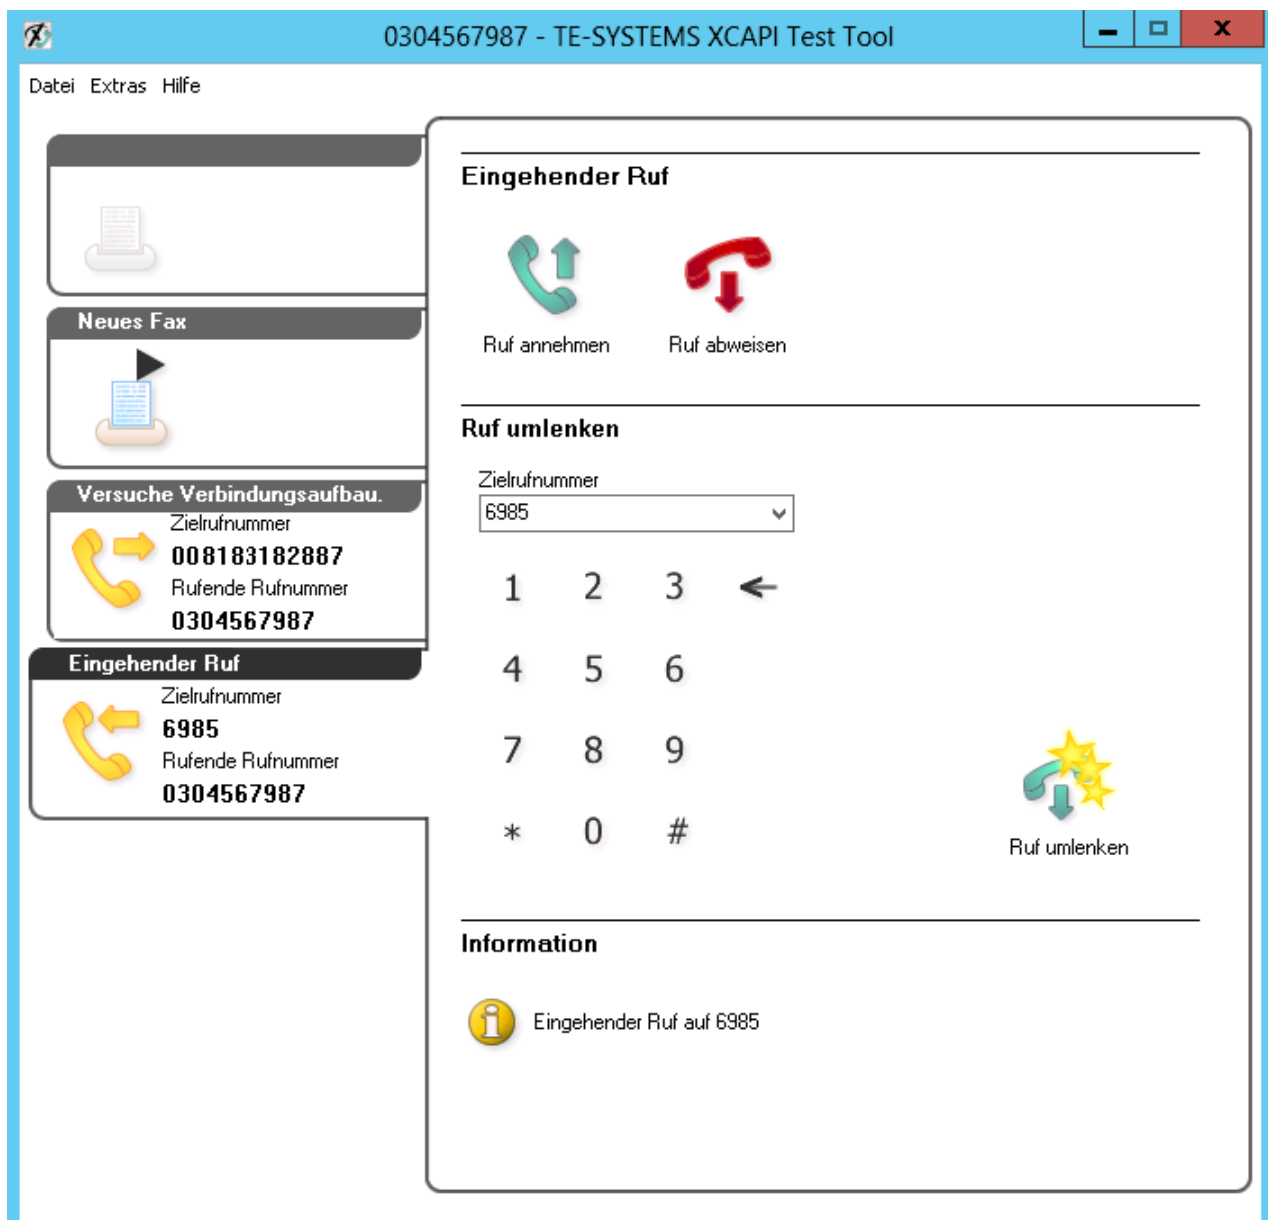 0304567987 - TE-SYSTEMS XCAPI Test Tool
Datei Extras Hilfe
Neues Fax
Versuche Verbindungsaufbau.
Zielrufnummer
008183182887
Rufende Rufnummer
0304567987
Eingehender Ruf
Zielrufnummer
6985
Rufende Rufnummer
0304567987
Eingehender Ruf
Ruf annehmen Ruf abweisen
Ruf umlenken
Zielrufnummer
6985
1 2 3
4 5 6
7 8 9
* 0 #
Ruf umlenken
Information
Eingehender Ruf auf 6985